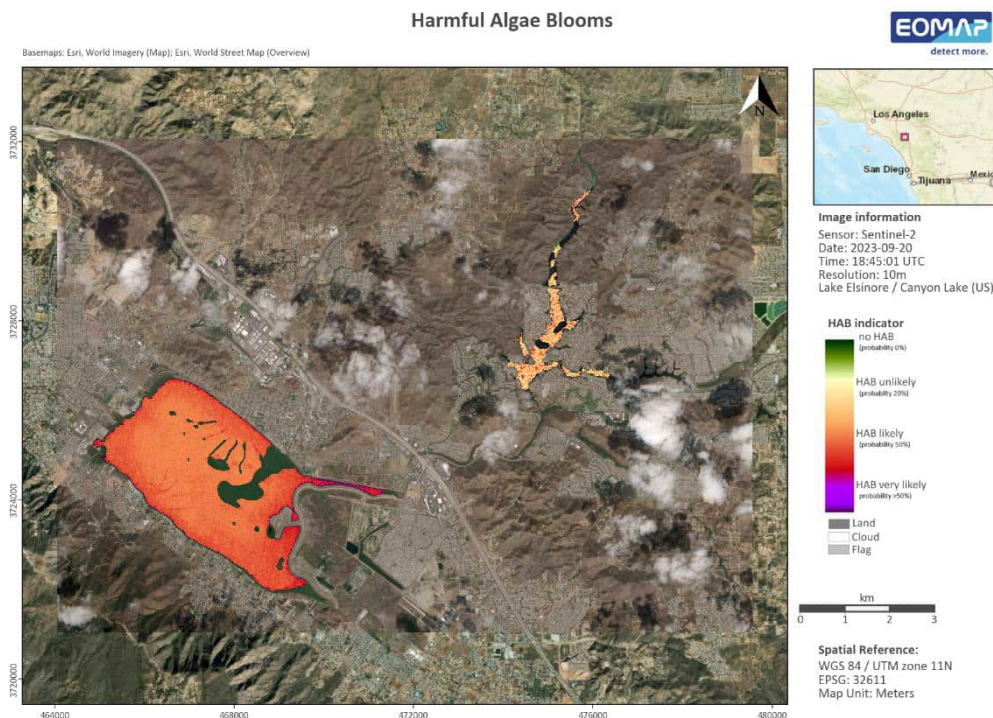 Harmful Algae Blooms
EOMAP
detect more.
Basemaps: Esri, World Imagery (Map); Esri, World Street Map (Overview)
N
3732000
3728000
3724000
3720000
464000
468000
472000
476000
480000
Los Angeles
San Diego
Tijuana
Mexic
Image information
Sensor: Sentinel-2
Date: 2023-09-20
Time: 18:45:01 UTC
Resolution: 10m
Lake Elsinore / Canyon Lake (US)
HAB indicator
no HAB
(probability 0%)
HAB unlikely
(probability 20%)
HAB likely
(probability 50%)
HAB very likely
(probability >50%)
Land
Cloud
Flag
km
0 1 2 3
Spatial Reference:
WGS 84 / UTM zone 11N
EPSG: 32611
Map Unit: Meters